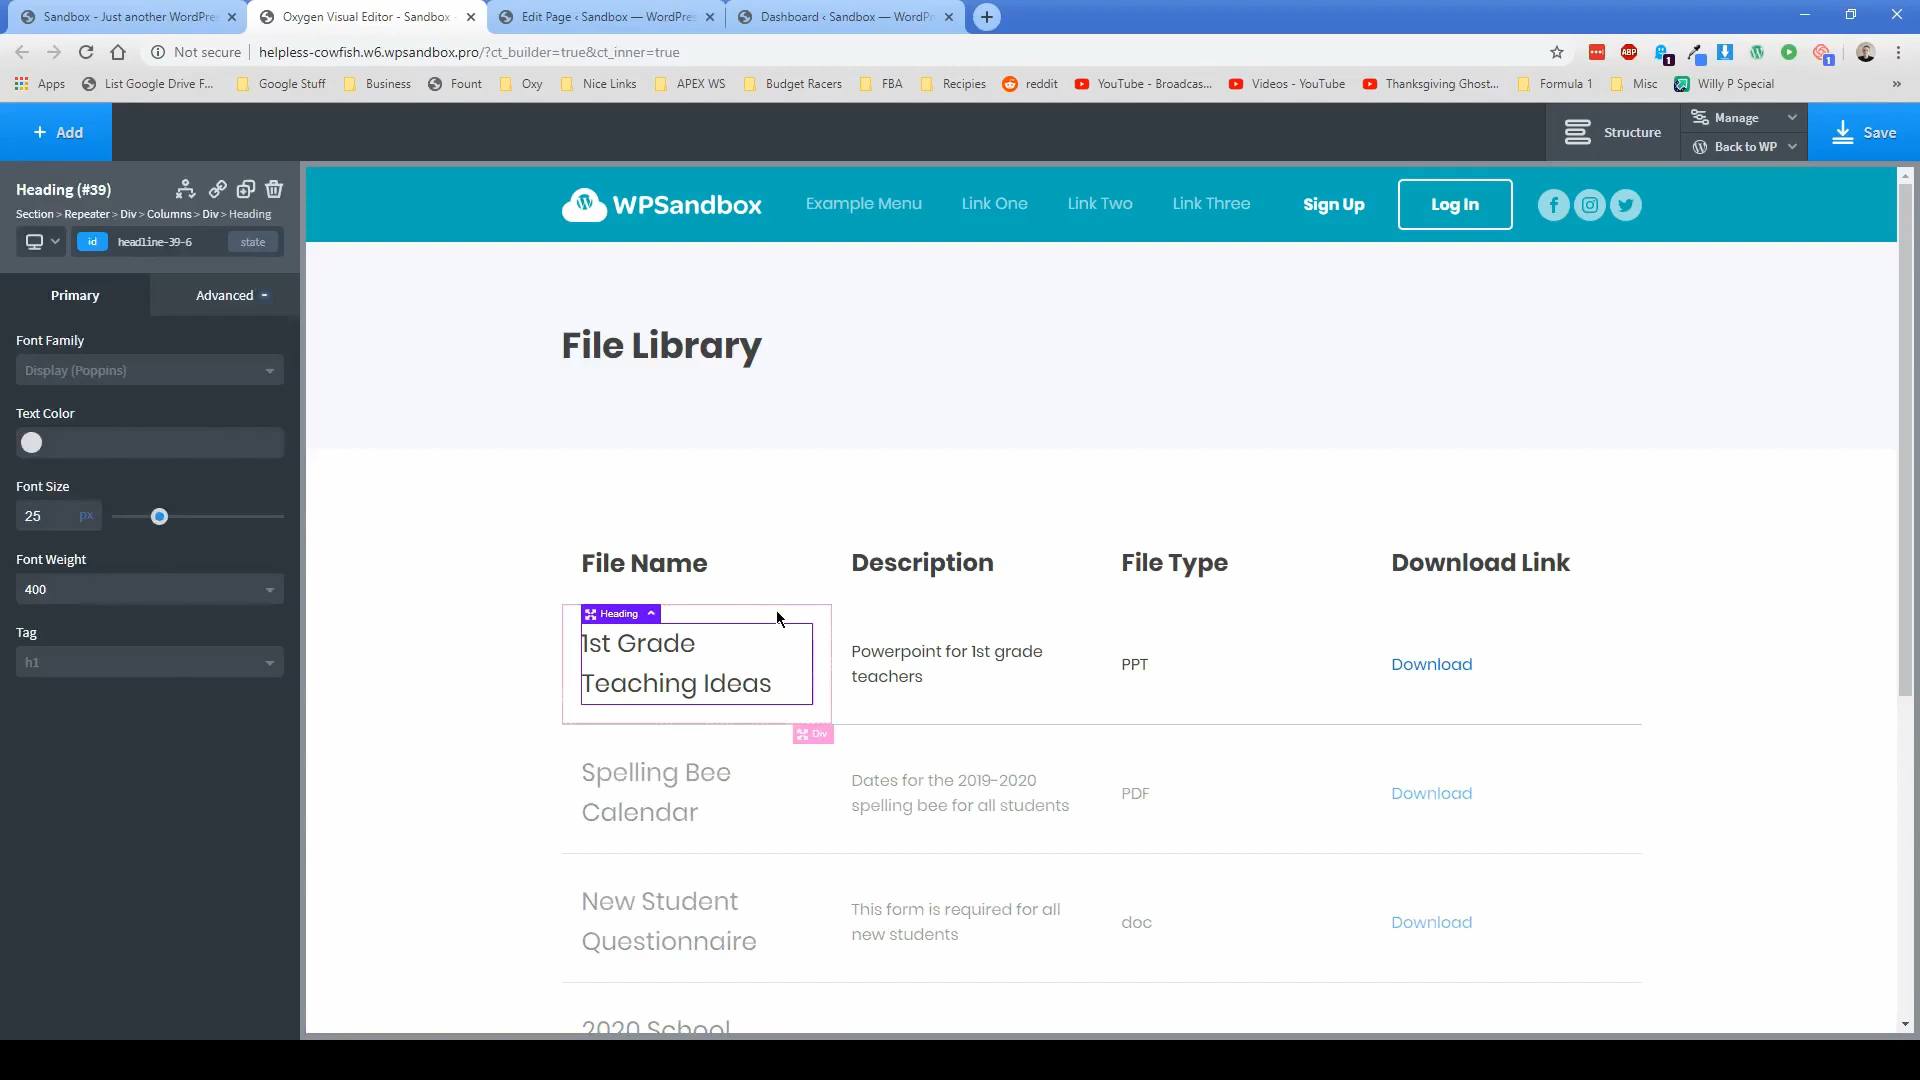 Sandbox - Just another WordPre
Oxygen Visual Editor - Sandbox
Edit Page ‹ Sandbox — WordPres
Dashboard ‹ Sandbox — WordPr
Not secure
helpless-cowfish.w6.wpsandbox.pro/?ct_builder=true&ct_inner=true
ABP
1
1
Apps
List Google Drive F...
Google Stuff
Business
Fount
Oxy
Nice Links
APEX WS
Budget Racers
FBA
Recipies
reddit
YouTube - Broadcas...
Videos - YouTube
Thanksgiving Ghost...
Formula 1
Misc
Willy P Special
»
+ Add
Structure
Manage
Back to WP
Save
Heading (#39)
Section > Repeater > Div > Columns > Div > Heading
id
headline-39-6
state
Primary
Advanced
Font Family
Display (Poppins)
Text Color
Font Size
25
px
Font Weight
400
Tag
h1
WPSandbox
Example Menu
Link One
Link Two
Link Three
Sign Up
Log In
File Library
File Name
Description
File Type
Download Link
Heading
1st Grade
Teaching Ideas
Powerpoint for 1st grade
teachers
PPT
Download
Div
Spelling Bee
Calendar
Dates for the 2019-2020
spelling bee for all students
PDF
Download
New Student
Questionnaire
This form is required for all
new students
doc
Download
2020 School